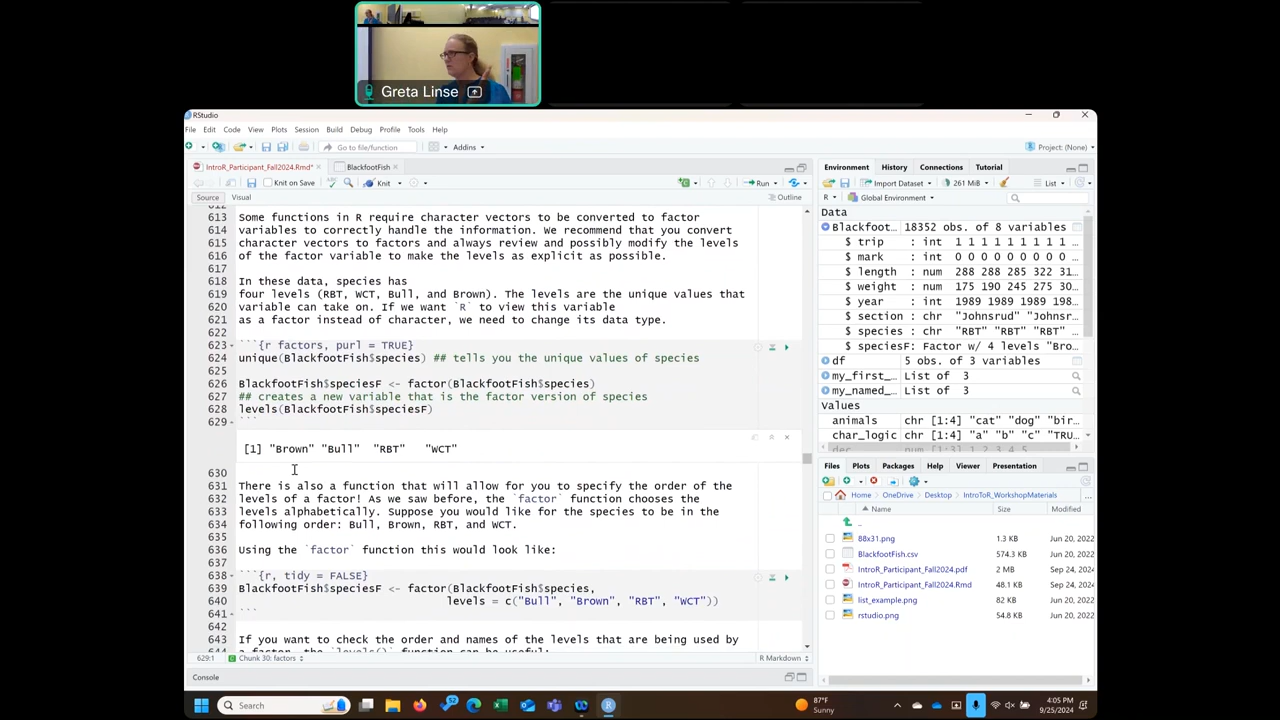 Greta Linse
RStudio
File Edit Code View Plots Session Build Debug Profile Tools Help
Go to file/function Addins Project: (None)
IntroR_Participant_Fall2024.Rmd* BlackfootFish
Knit on Save Knit Run
Source Visual Outline
612
613 Some functions in R require character vectors to be converted to factor
614 variables to correctly handle the information. We recommend that you convert
615 character vectors to factors and always review and possibly modify the levels
616 of the factor variable to make the levels as explicit as possible.
617
618 In these data, species has
619 four levels (RBT, WCT, Bull, and Brown). The levels are the unique values that
620 variable can take on. If we want `R` to view this variable
621 as a factor instead of character, we need to change its data type.
622
623 ```{r factors, purl = TRUE}
624 unique(BlackfootFish$species) ## tells you the unique values of species
625
626 BlackfootFish$speciesF <- factor(BlackfootFish$species)
627 ## creates a new variable that is the factor version of species
628 levels(BlackfootFish$speciesF)
629 ```
[1] "Brown" "Bull" "RBT" "WCT"
630
631 There is also a function that will allow for you to specify the order of the
632 levels of a factor! As we saw before, the `factor` function chooses the
633 levels alphabetically. Suppose you would like for the species to be in the
634 following order: Bull, Brown, RBT, and WCT.
635
636 Using the `factor` function this would look like:
637
638 ```{r, tidy = FALSE}
639 BlackfootFish$speciesF <- factor(BlackfootFish$species,
640 levels = c("Bull", "Brown", "RBT", "WCT"))
641 ```
642
643 If you want to check the order and names of the levels that are being used by
644 a factor, the `levels()` function can be useful:
629:1 Chunk 30: factors R Markdown
Console
Environment History Connections Tutorial
Import Dataset 261 MiB List
R Global Environment
Data
Blackfoot... 18352 obs. of 8 variables
$ trip : int 1 1 1 1 1 1 1 1 ...
$ mark : int 0 0 0 0 0 0 0 0 ...
$ length : num 288 288 285 322 31...
$ weight : num 175 190 245 275 30...
$ year : int 1989 1989 1989 198...
$ section : chr "Johnsrud" "Johnsr...
$ species : chr "RBT" "RBT" "RBT" ...
$ speciesF: Factor w/ 4 levels "Bro...
df 5 obs. of 3 variables
my_first_... List of 3
my_named_... List of 3
Values
animals chr [1:4] "cat" "dog" "bir...
char_logic chr [1:4] "a" "b" "c" "TRU...
Files Plots Packages Help Viewer Presentation
Home OneDrive Desktop IntroToR_WorkshopMaterials
Name Size Modified
..
88x31.png 1.3 KB Jun 20, 2022
BlackfootFish.csv 574.3 KB Jun 20, 2022
IntroR_Participant_Fall2024.pdf 2 MB Sep 24, 2024
IntroR_Participant_Fall2024.Rmd 48.1 KB Sep 24, 2024
list_example.png 82 KB Jun 20, 2022
rstudio.png 54.8 KB Jun 20, 2022
Search
52
87°F
Sunny
4:05 PM
9/25/2024